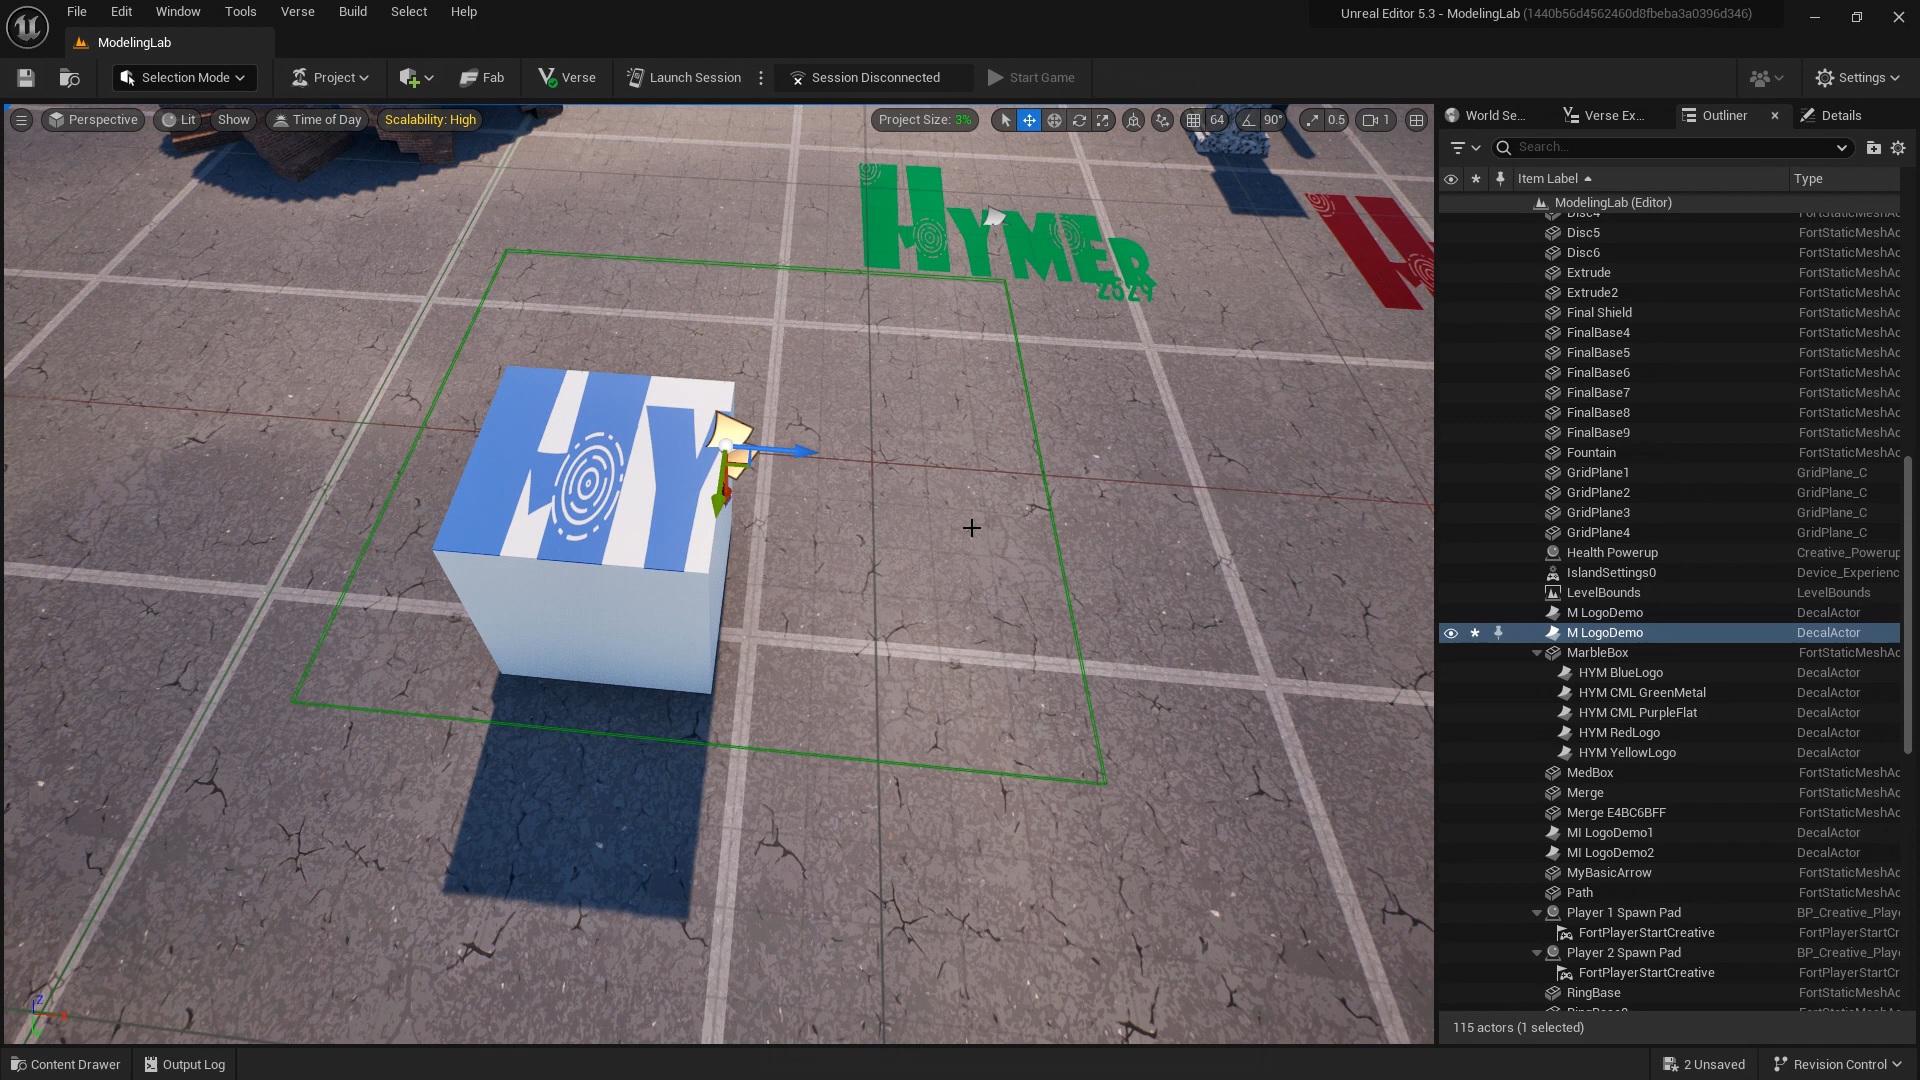 File Edit Window Tools Verse Build Select Help
Unreal Editor 5.3 - ModelingLab (1440b56d4562460d8fbeba3a0396d346)
ModelingLab
Selection Mode
Project
Fab
Verse
Launch Session
Session Disconnected
Start Game
Settings
Perspective
Lit
Show
Time of Day
Scalability: High
Project Size: 3%
64
90°
0.5
1
World Se...
Verse Ex...
Outliner
Details
Search...
Item Label
Type
ModelingLab (Editor)
Disc4 FortStaticMeshAc
Disc5 FortStaticMeshAc
Disc6 FortStaticMeshAc
Extrude FortStaticMeshAc
Extrude2 FortStaticMeshAc
Final Shield FortStaticMeshAc
FinalBase4 FortStaticMeshAc
FinalBase5 FortStaticMeshAc
FinalBase6 FortStaticMeshAc
FinalBase7 FortStaticMeshAc
FinalBase8 FortStaticMeshAc
FinalBase9 FortStaticMeshAc
Fountain FortStaticMeshAc
GridPlane1 GridPlane_C
GridPlane2 GridPlane_C
GridPlane3 GridPlane_C
GridPlane4 GridPlane_C
Health Powerup Creative_Powerup
IslandSettings0 Device_Experienc
LevelBounds LevelBounds
M LogoDemo DecalActor
M LogoDemo DecalActor
MarbleBox FortStaticMeshAc
HYM BlueLogo DecalActor
HYM CML GreenMetal DecalActor
HYM CML PurpleFlat DecalActor
HYM RedLogo DecalActor
HYM YellowLogo DecalActor
MedBox FortStaticMeshAc
Merge FortStaticMeshAc
Merge E4BC6BFF FortStaticMeshAc
MI LogoDemo1 DecalActor
MI LogoDemo2 DecalActor
MyBasicArrow FortStaticMeshAc
Path FortStaticMeshAc
Player 1 Spawn Pad BP_Creative_Playe
FortPlayerStartCreative FortPlayerStartCr
Player 2 Spawn Pad BP_Creative_Playe
FortPlayerStartCreative FortPlayerStartCr
RingBase FortStaticMeshAc
115 actors (1 selected)
HYMER
2521
H
HY
Z
X
Content Drawer
Output Log
2 Unsaved
Revision Control